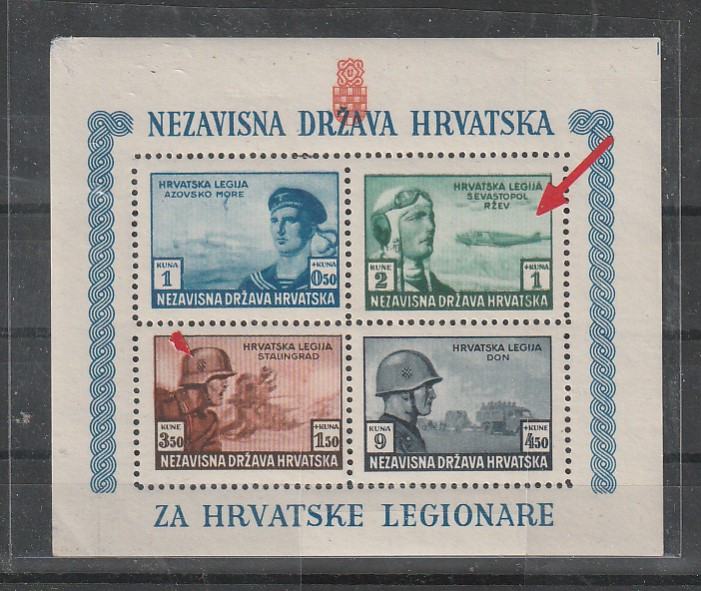 NEZAVISNA DRŽAVA HRVATSKA
HRVATSKA LEGIJA
AZOVSKO MORE
KUNA
1
+KUNA
0.50
NEZAVISNA DRŽAVA HRVATSKA
HRVATSKA LEGIJA
SEVASTOPOL
RŽEV
KUNE
2
+KUNA
1
NEZAVISNA DRŽAVA HRVATSKA
HRVATSKA LEGIJA
STALINGRAD
KUNE
3.50
+KUNA
1.50
NEZAVISNA DRŽAVA HRVATSKA
HRVATSKA LEGIJA
DON
KUNA
9
+KUNE
4.50
NEZAVISNA DRŽAVA HRVATSKA
ZA HRVATSKE LEGIONARE